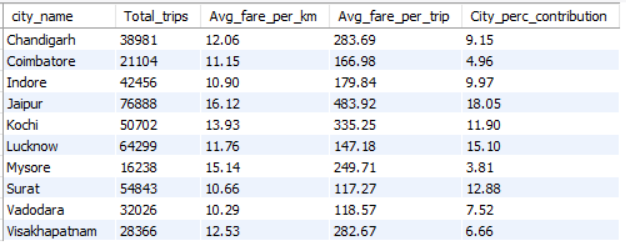 city_name Total_trips Avg_fare_per_km Avg_fare_per_trip City_perc_contribution
Chandigarh 38981 12.06 283.69 9.15
Coimbatore 21104 11.15 166.98 4.96
Indore 42456 10.90 179.84 9.97
Jaipur 76888 16.12 483.92 18.05
Kochi 50702 13.93 335.25 11.90
Lucknow 64299 11.76 147.18 15.10
Mysore 16238 15.14 249.71 3.81
Surat 54843 10.66 117.27 12.88
Vadodara 32026 10.29 118.57 7.52
Visakhapatnam 28366 12.53 282.67 6.66